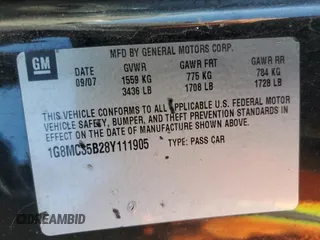 GM
MFD BY GENERAL MOTORS CORP.
DATE GVWR GAWR FRT GAWR RR
09/07 1559 KG 775 KG 784 KG
3436 LB 1708 LB 1728 LB
THIS VEHICLE CONFORMS TO ALL APPLICABLE U.S. FEDERAL MOTOR
VEHICLE SAFETY, BUMPER, AND THEFT PREVENTION STANDARDS IN
EFFECT ON THE DATE OF MANUFACTURE SHOWN ABOVE.
1G8MC35B28Y111905 TYPE: PASS CAR
DREAMBID